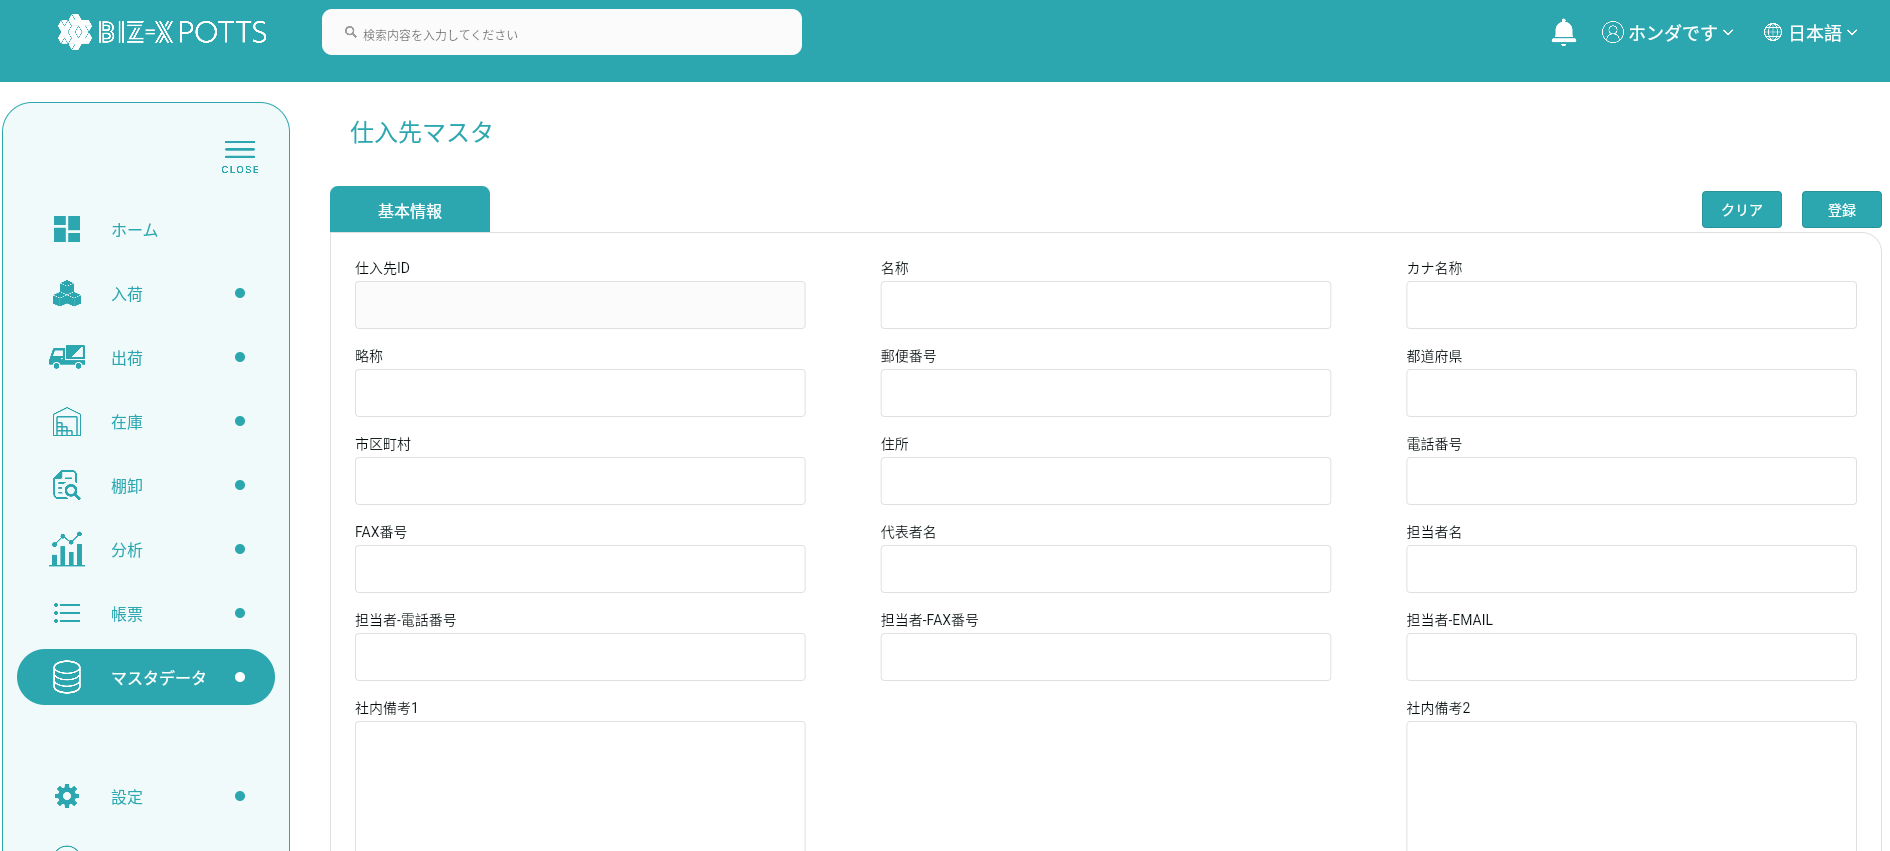 BIZ-X POTTS
検索内容を入力してください
ホンダです
日本語
CLOSE
ホーム
入荷
出荷
在庫
棚卸
分析
帳票
マスタデータ
設定
仕入先マスタ
基本情報
クリア
登録
仕入先ID
名称
カナ名称
略称
郵便番号
都道府県
市区町村
住所
電話番号
FAX番号
代表者名
担当者名
担当者-電話番号
担当者-FAX番号
担当者-EMAIL
社内備考1
社内備考2